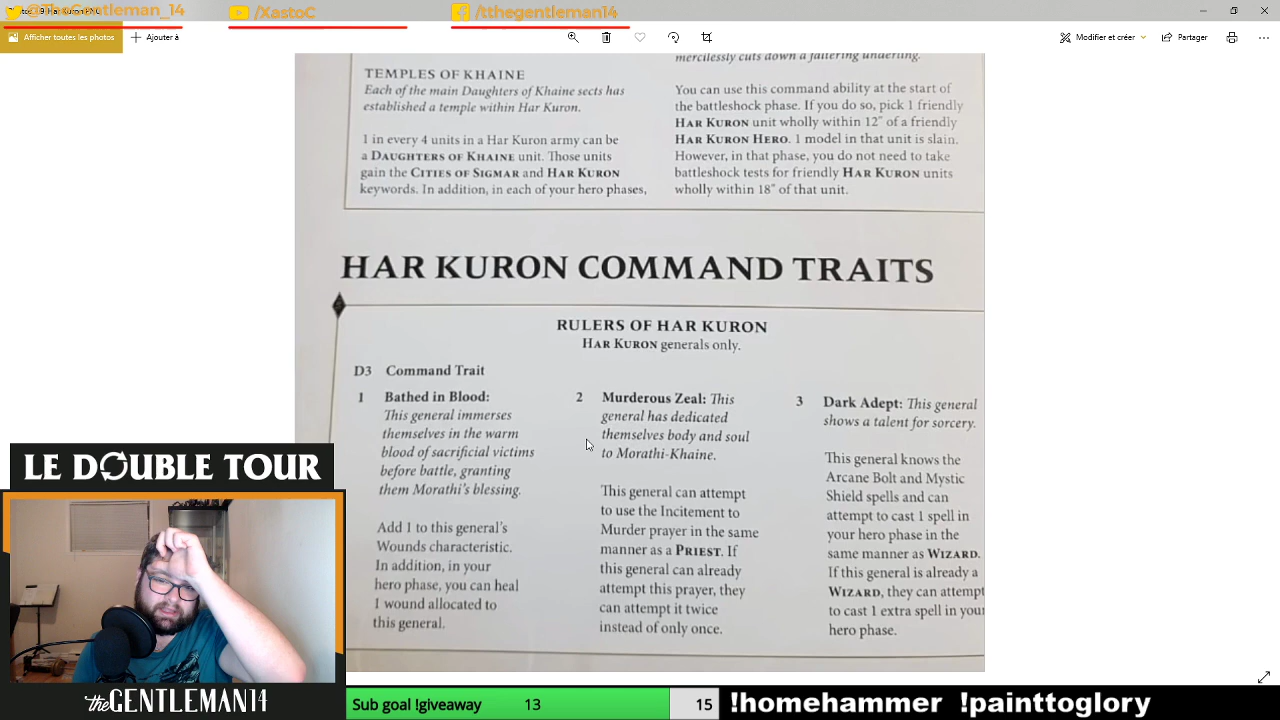 @TheGentleman_14
/XastoC
/tthegentleman14
Afficher toutes les photos
Ajouter à
Modifier et créer
Partager
mercilessly cuts down a faltering underling.
TEMPLES OF KHAINE
Each of the main Daughters of Khaine sects has
established a temple within Har Kuron.
1 in every 4 units in a Har Kuron army can be
a DAUGHTERS OF KHAINE unit. Those units
gain the CITIES OF SIGMAR and HAR KURON
keywords. In addition, in each of your hero phases,
You can use this command ability at the start of
the battleshock phase. If you do so, pick 1 friendly
HAR KURON unit wholly within 12" of a friendly
HAR KURON HERO. 1 model in that unit is slain.
However, in that phase, you do not need to take
battleshock tests for friendly HAR KURON units
wholly within 18" of that unit.
HAR KURON COMMAND TRAITS
RULERS OF HAR KURON
HAR KURON generals only.
D3 Command Trait
1 Bathed in Blood:
This general immerses
themselves in the warm
blood of sacrificial victims
before battle, granting
them Morathi's blessing.
Add 1 to this general's
Wounds characteristic.
In addition, in your
hero phase, you can heal
1 wound allocated to
this general.
2 Murderous Zeal: This
general has dedicated
themselves body and soul
to Morathi-Khaine.
This general can attempt
to use the Incitement to
Murder prayer in the same
manner as a PRIEST. If
this general can already
attempt this prayer, they
can attempt it twice
instead of only once.
3 Dark Adept: This general
shows a talent for sorcery.
This general knows the
Arcane Bolt and Mystic
Shield spells and can
attempt to cast 1 spell in
your hero phase in the
same manner as WIZARD.
If this general is already a
WIZARD, they can attempt
to cast 1 extra spell in your
hero phase.
LE DOUBLE TOUR
theGENTLEMAN14
Sub goal !giveaway 13 15
!homehammer !painttoglory